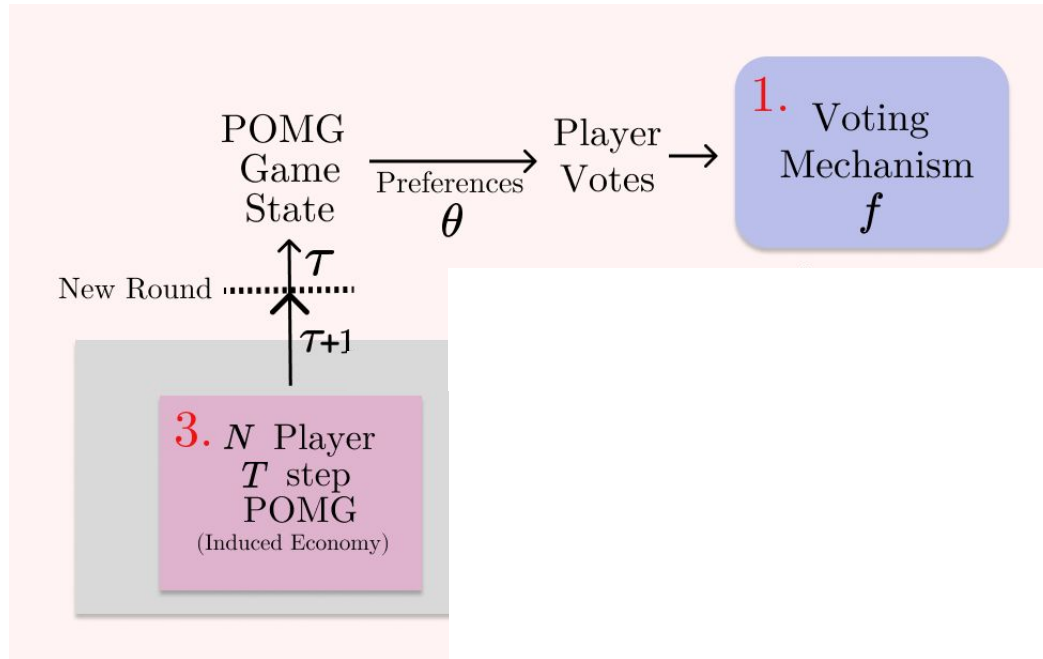 POMG
Game
State
Preferences
θ
Player
Votes
1.
Voting
Mechanism
f
τ
New Round
τ+1
3.
N Player
T step
POMG
(Induced Economy)